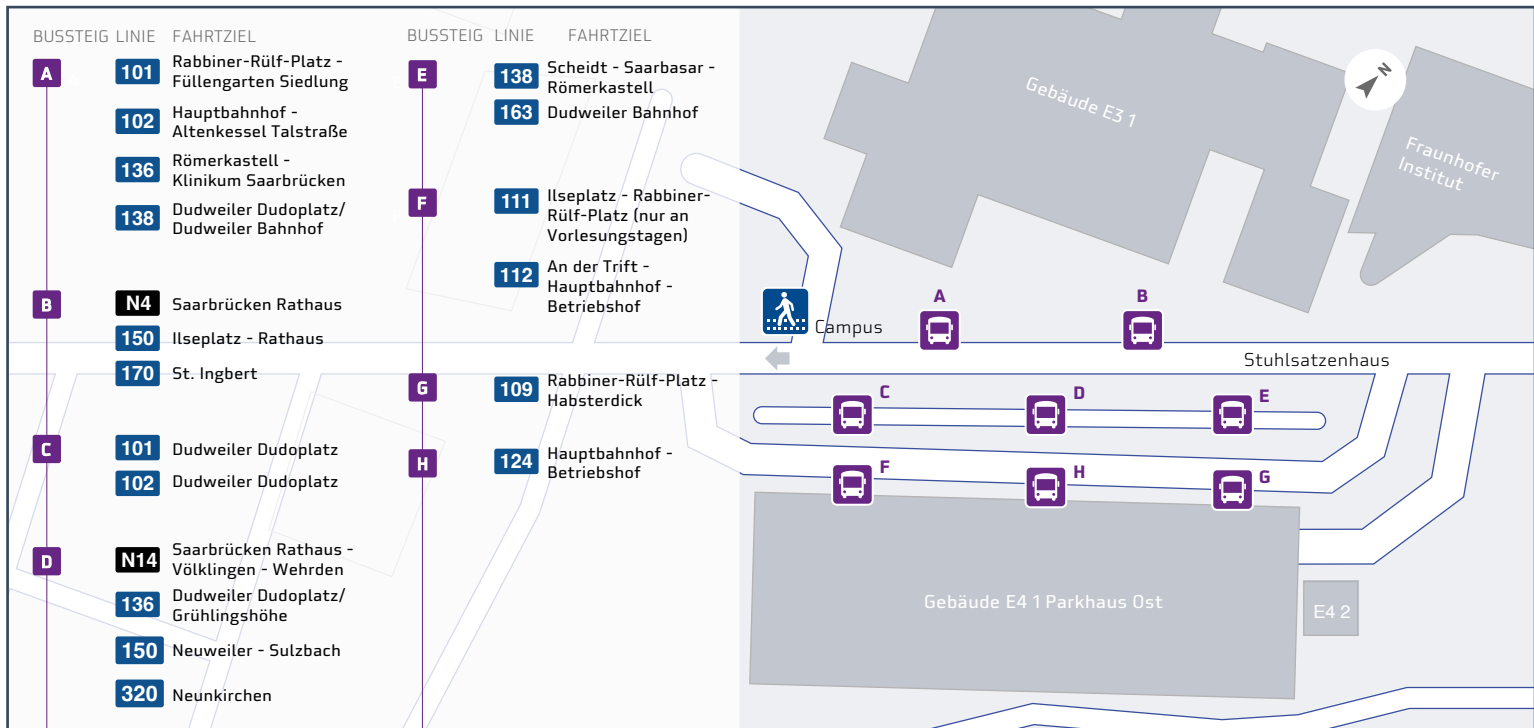 BUSSTEIG LINIE FAHRTZIEL
A
101 Rabbiner-Rülf-Platz -
Füllengarten Siedlung
102 Hauptbahnhof -
Altenkessel Talstraße
136 Römerkastell -
Klinikum Saarbrücken
138 Dudweiler Dudoplatz/
Dudweiler Bahnhof
B
N4 Saarbrücken Rathaus
150 Ilseplatz - Rathaus
170 St. Ingbert
C
101 Dudweiler Dudoplatz
102 Dudweiler Dudoplatz
D
N14 Saarbrücken Rathaus -
Völklingen - Wehrden
136 Dudweiler Dudoplatz/
Grühlingshöhe
150 Neuweiler - Sulzbach
320 Neunkirchen
BUSSTEIG LINIE FAHRTZIEL
E
138 Scheidt - Saarbasar -
Römerkastell
163 Dudweiler Bahnhof
F
111 Ilseplatz - Rabbiner-
Rülf-Platz (nur an
Vorlesungstagen)
112 An der Trift -
Hauptbahnhof -
Betriebshof
G
109 Rabbiner-Rülf-Platz -
Habsterdick
H
124 Hauptbahnhof -
Betriebshof
Gebäude E3 1
N
Fraunhofer
Institut
A
B
Campus
Stuhlsatzenhaus
C
D
E
F
H
G
Gebäude E4 1 Parkhaus Ost
E4 2